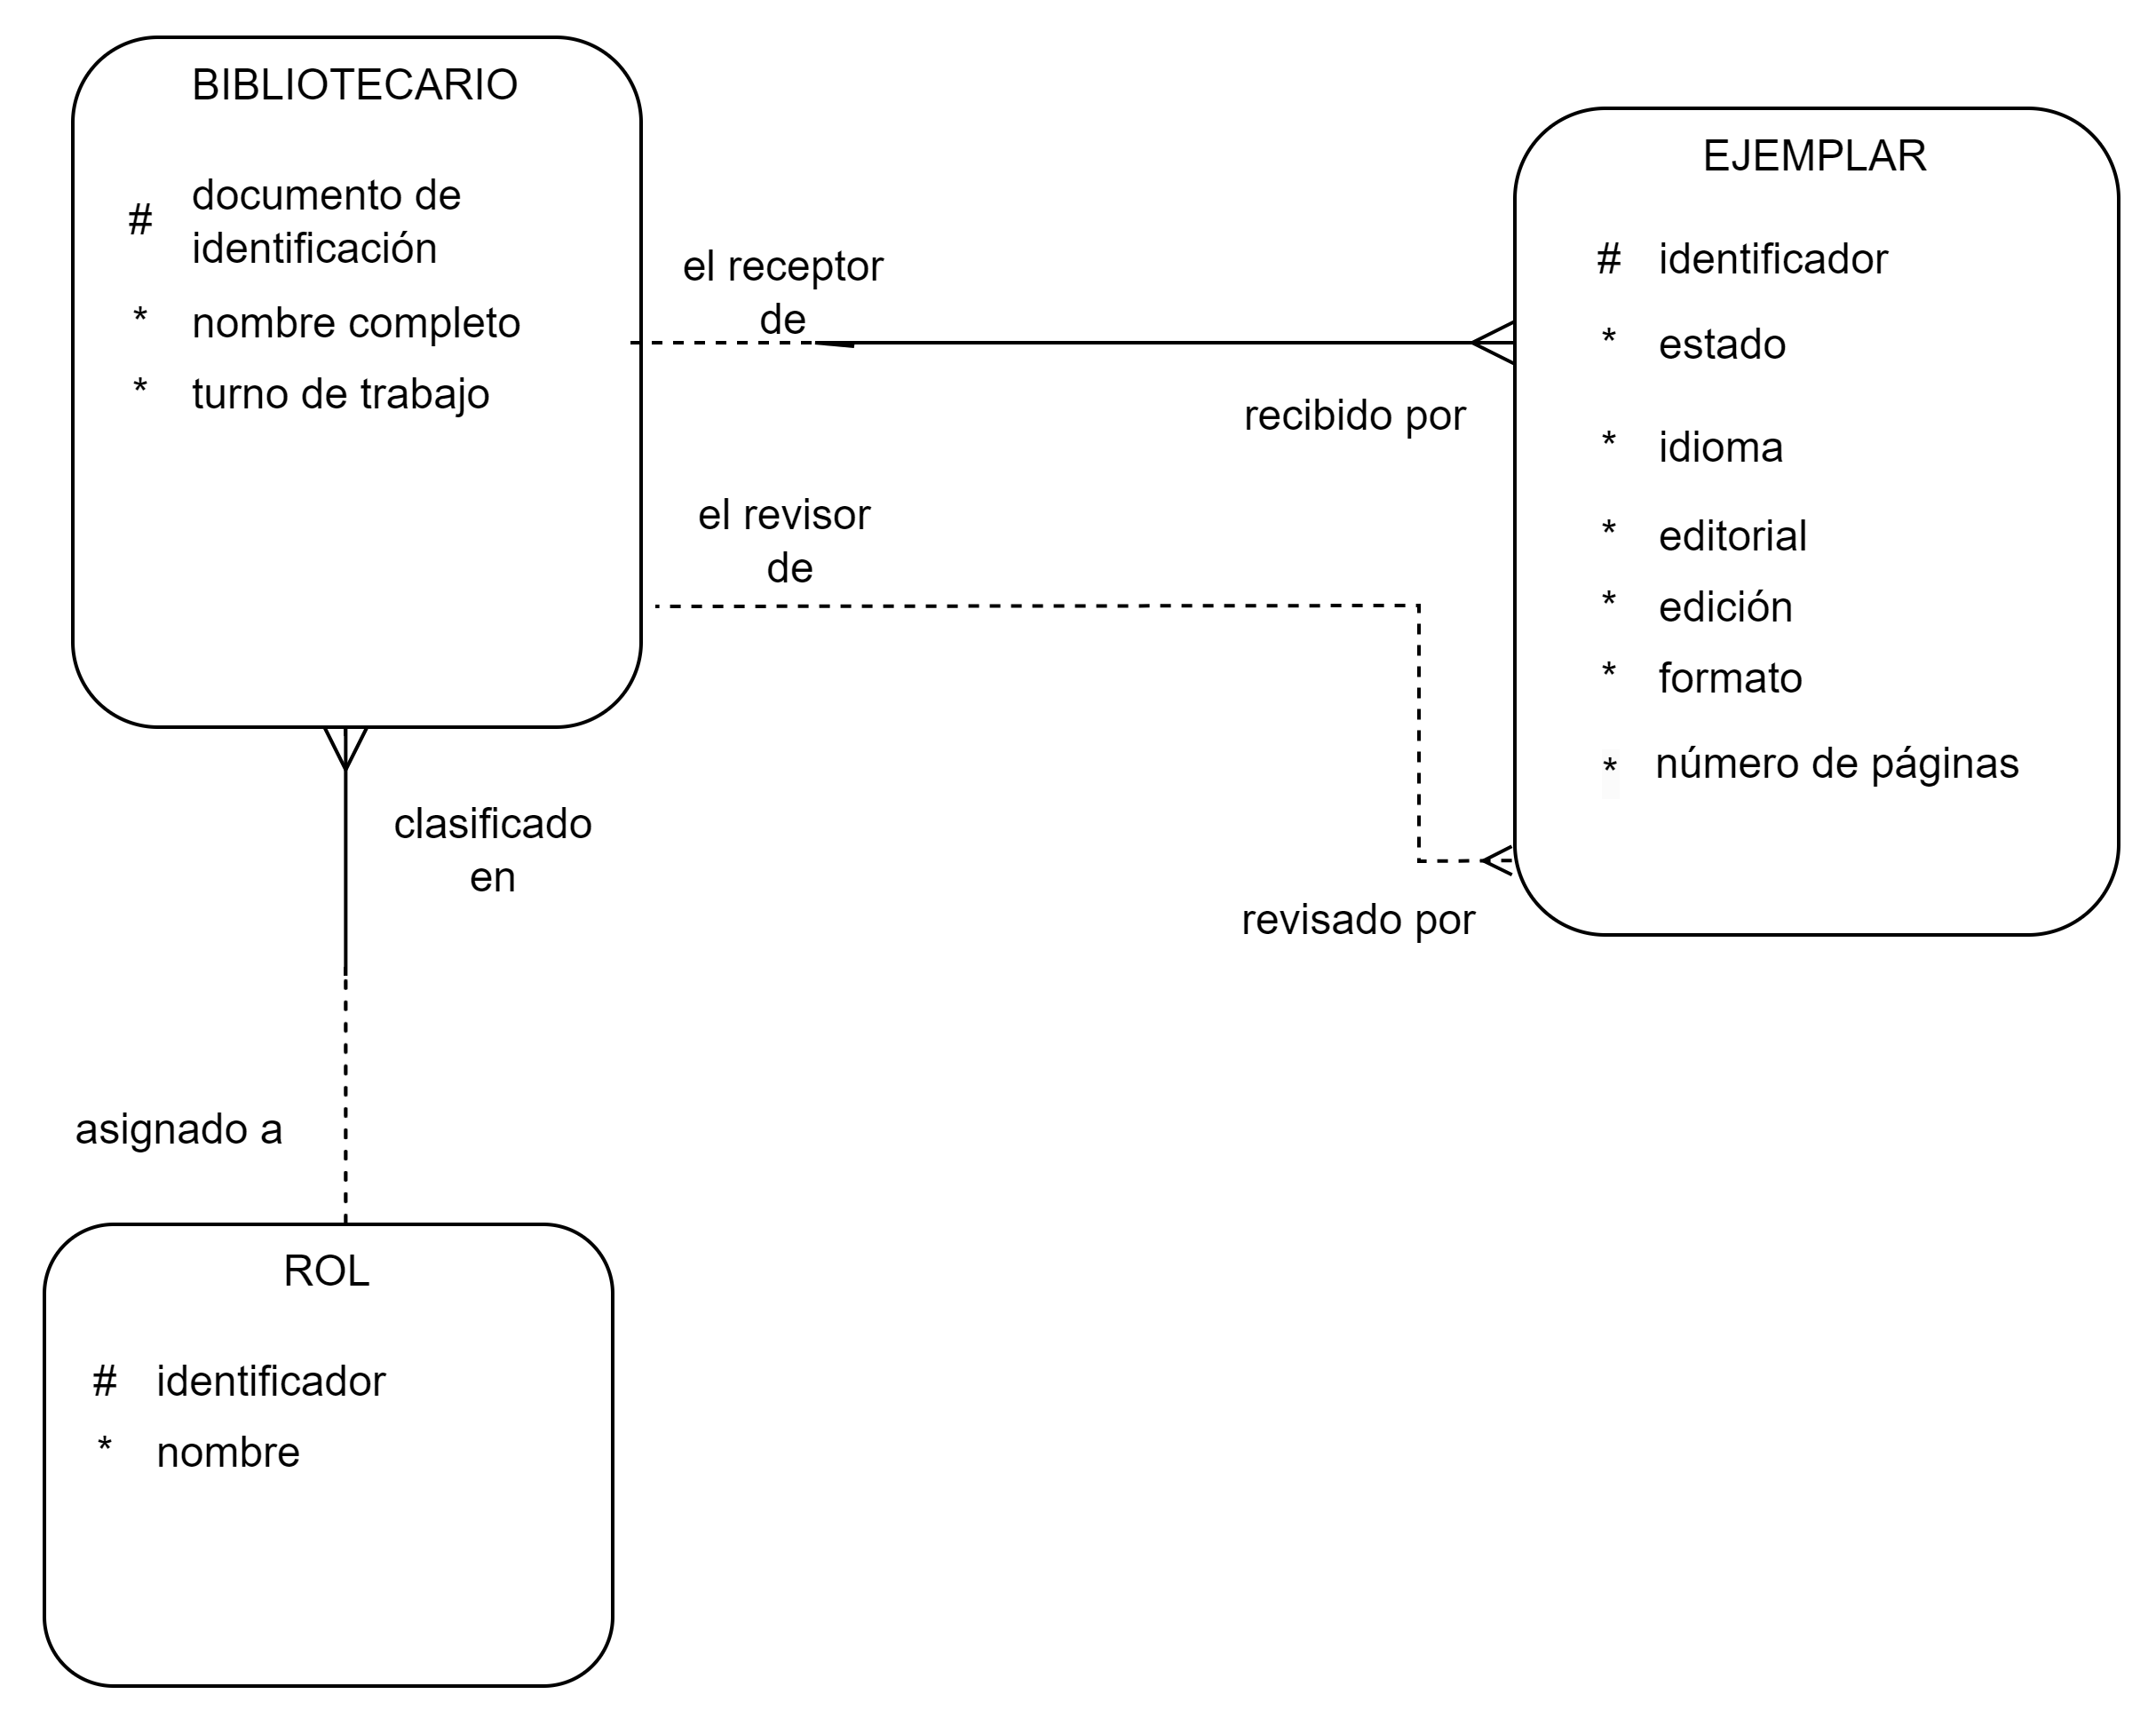 BIBLIOTECARIO
# documento de
identificación
* nombre completo
* turno de trabajo
el receptor
de
recibido por
el revisor
de
revisado por
EJEMPLAR
# identificador
* estado
* idioma
* editorial
* edición
* formato
* número de páginas
clasificado
en
asignado a
ROL
# identificador
* nombre